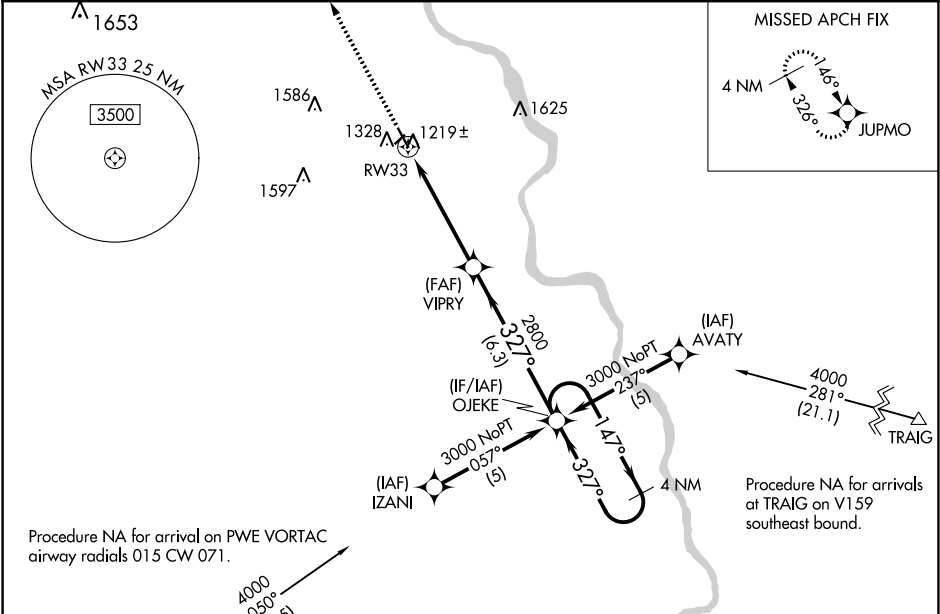 1653
MSA RW33 25 NM
3500
1586
1328
1219±
1625
1597
RW33
MISSED APCH FIX
4 NM
146°
326°
JUPMO
(FAF)
VIPRY
2800
327°
(6.3)
(IAF)
AVATY
3000 NoPT
237°
(5)
(IF/IAF)
OJEKE
4000
281°
(21.1)
TRAIG
3000 NoPT
057°
(5)
(IAF)
IZANI
147°
327°
4 NM
Procedure NA for arrivals
at TRAIG on V159
southeast bound.
Procedure NA for arrival on PWE VORTAC
airway radials 015 CW 071.
4000
050°